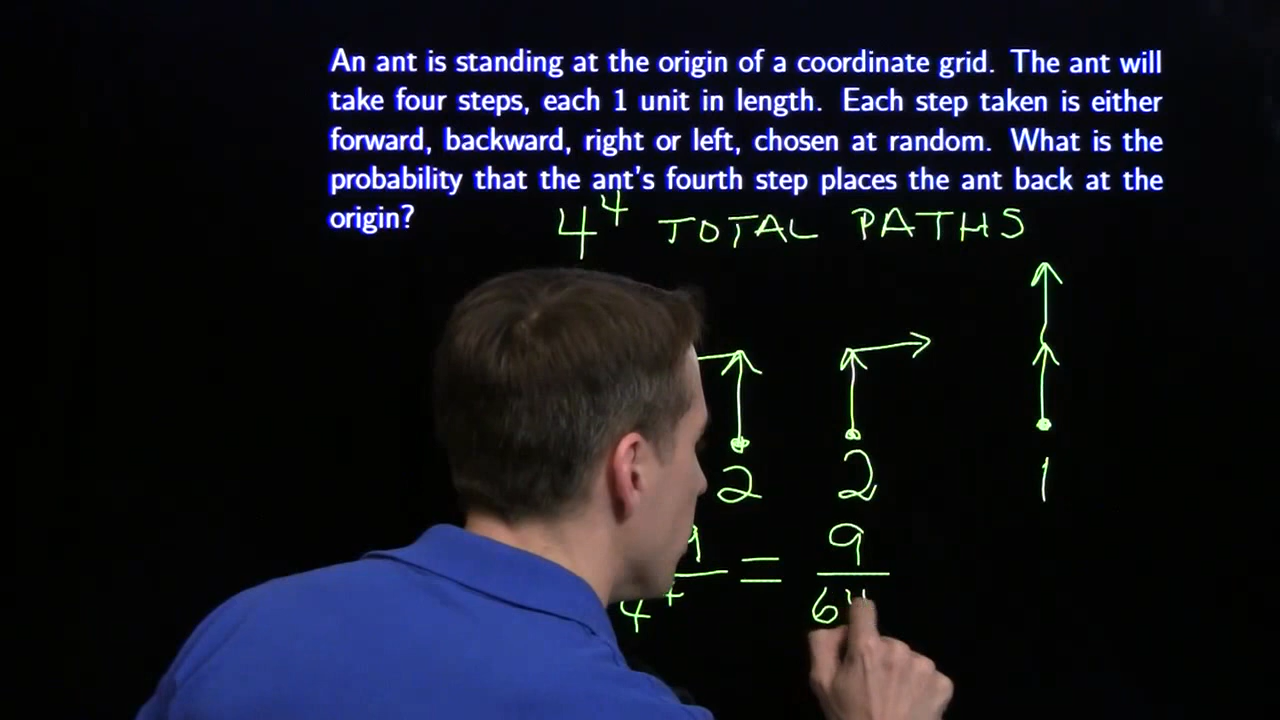 An ant is standing at the origin of a coordinate grid. The ant will
take four steps, each 1 unit in length. Each step taken is either
forward, backward, right or left, chosen at random. What is the
probability that the ant's fourth step places the ant back at the
origin?
4⁴ TOTAL PATHS
2 2 1
9/4⁴ = 9/64